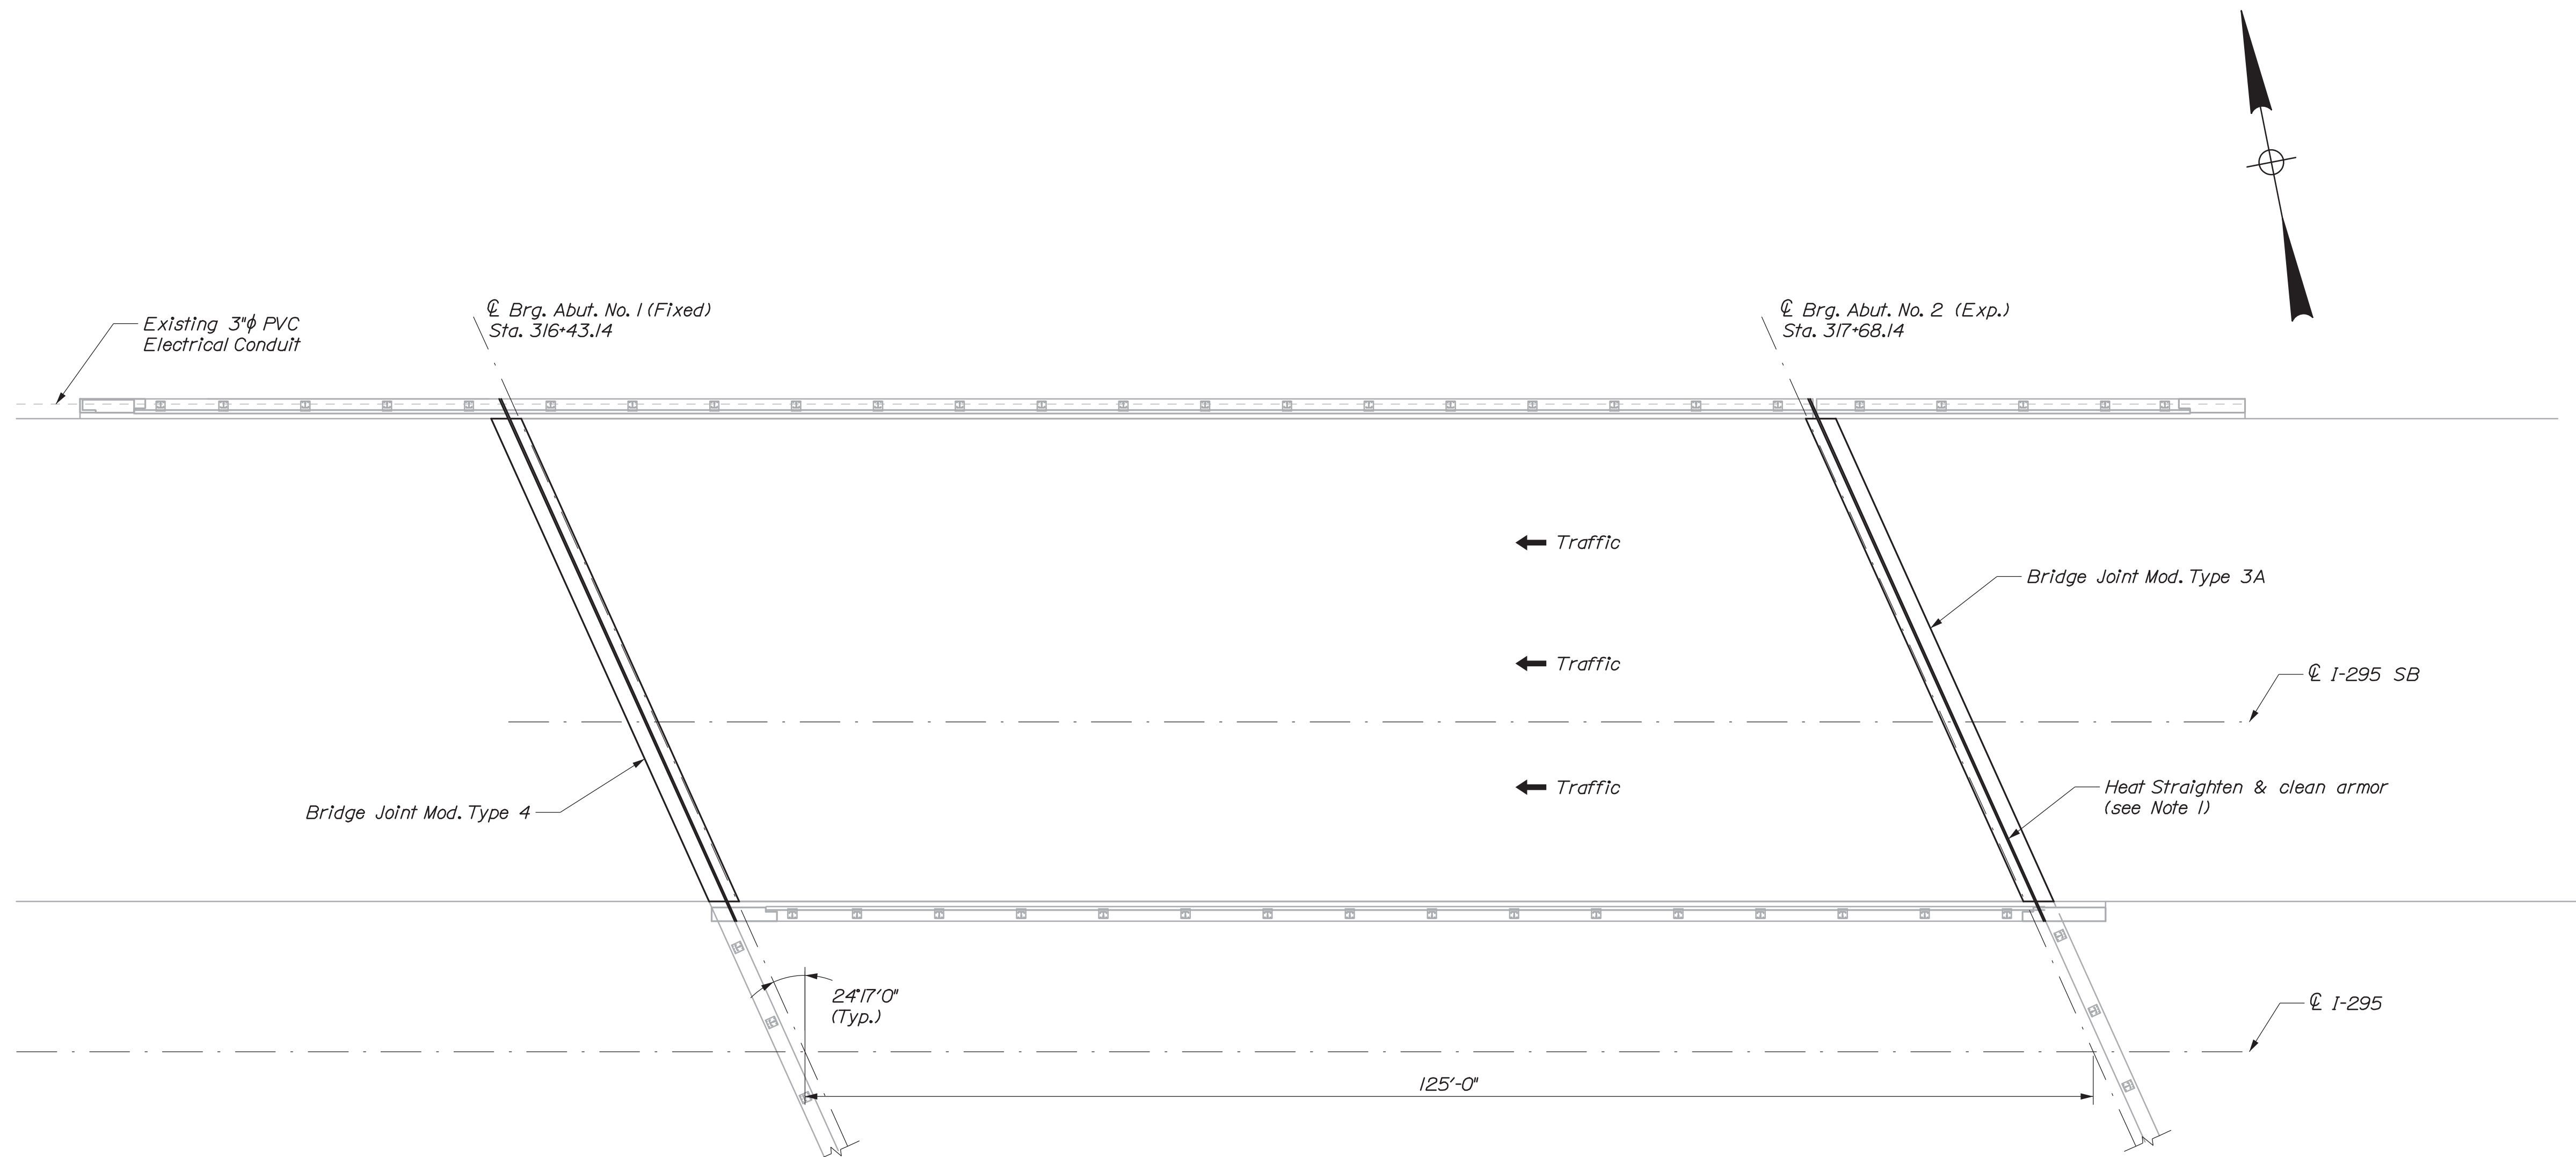 ℄ Brg. Abut. No. 1 (Fixed)
Sta. 316+43.14
℄ Brg. Abut. No. 2 (Exp.)
Sta. 317+68.14
Existing 3"ϕ PVC
Electrical Conduit
Traffic
Bridge Joint Mod. Type 3A
Traffic
℄ I-295 SB
Traffic
Heat Straighten & clean armor
(see Note 1)
Bridge Joint Mod. Type 4
24°17'0"
(Typ.)
℄ I-295
125'-0"